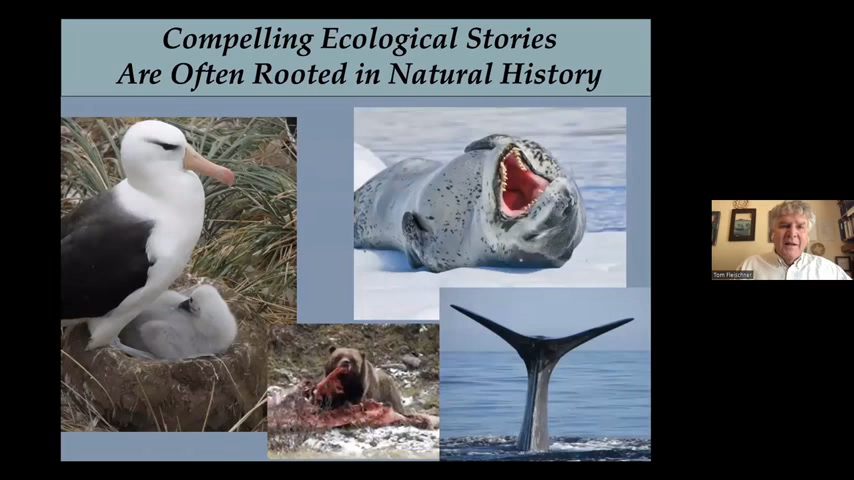 Compelling Ecological Stories
Are Often Rooted in Natural History
Tom Fleischner